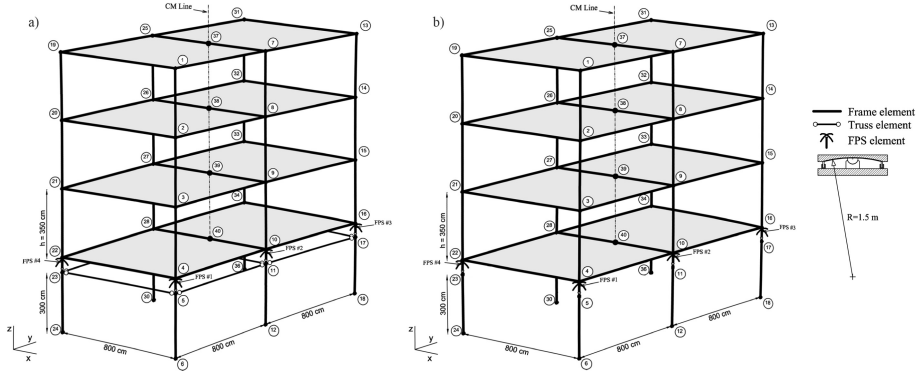 a)
CM Line
31
13
25
37
7
19
1
32
14
26
38
8
20
2
33
15
27
39
9
21
3
34
16
FPS #3
28
40
10
FPS #2
17
h = 350 cm
22
FPS #4
4
FPS #1
23
36
11
5
30
18
300 cm
24
12
800 cm
800 cm
800 cm
6
z
y
x
b)
CM Line
31
13
25
37
7
19
1
32
14
26
38
8
20
2
33
15
27
39
9
21
3
34
16
FPS #3
28
40
10
FPS #2
17
h = 350 cm
22
FPS #4
4
FPS #1
23
36
11
5
30
18
300 cm
24
12
800 cm
800 cm
800 cm
6
z
y
x
Frame element
Truss element
FPS element
R=1.5 m